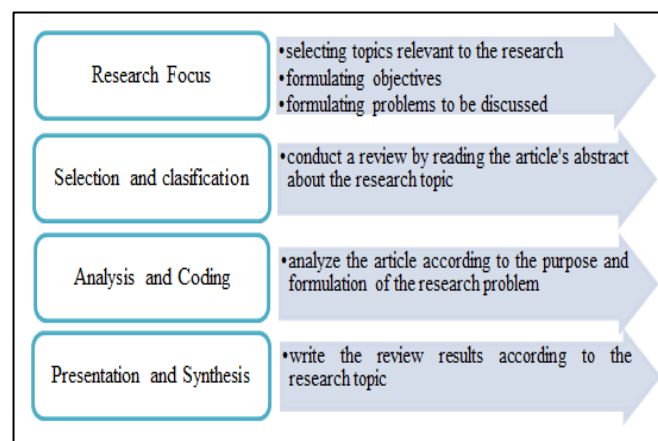 Research Focus
•selecting topics relevant to the research
•formulating objectives
•formulating problems to be discussed
Selection and clasification
•conduct a review by reading the article's abstract
about the research topic
Analysis and Coding
•analyze the article according to the purpose and
formulation of the research problem
Presentation and Synthesis
•write the review results according to the
research topic